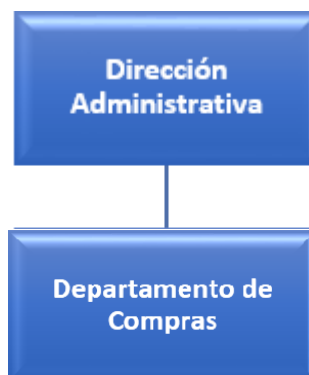 Dirección
Administrativa
Departamento de
Compras